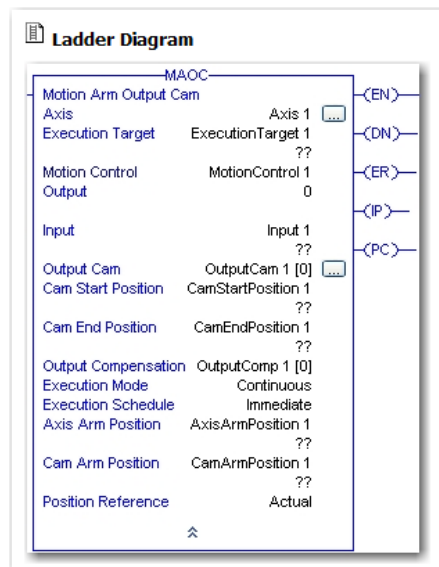 Ladder Diagram
MAOC
Motion Arm Output Cam
(EN)
Axis Axis 1 ...
Execution Target ExecutionTarget 1
(DN)
??
Motion Control MotionControl 1
(ER)
Output 0
(IP)
Input Input 1
??
(PC)
Output Cam OutputCam 1 [0] ...
Cam Start Position CamStartPosition 1
??
Cam End Position CamEndPosition 1
??
Output Compensation OutputComp 1 [0]
Execution Mode Continuous
Execution Schedule Immediate
Axis Arm Position AxisArmPosition 1
??
Cam Arm Position CamArmPosition 1
??
Position Reference Actual